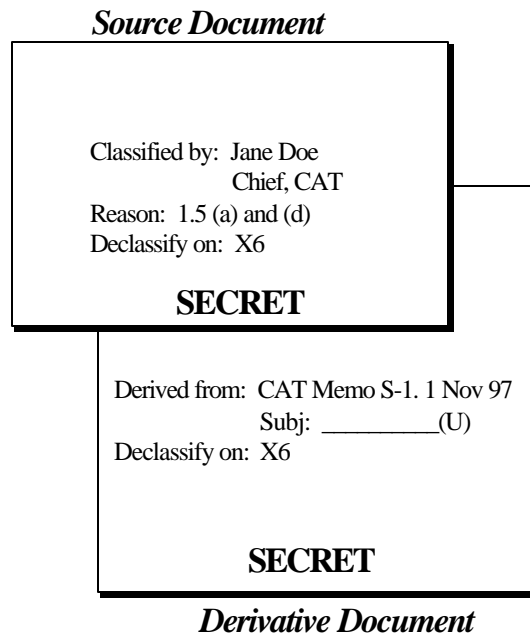 Source Document
Classified by: Jane Doe
Chief, CAT
Reason: 1.5 (a) and (d)
Declassify on: X6
SECRET
Derived from: CAT Memo S-1. 1 Nov 97
Subj: __________(U)
Declassify on: X6
SECRET
Derivative Document